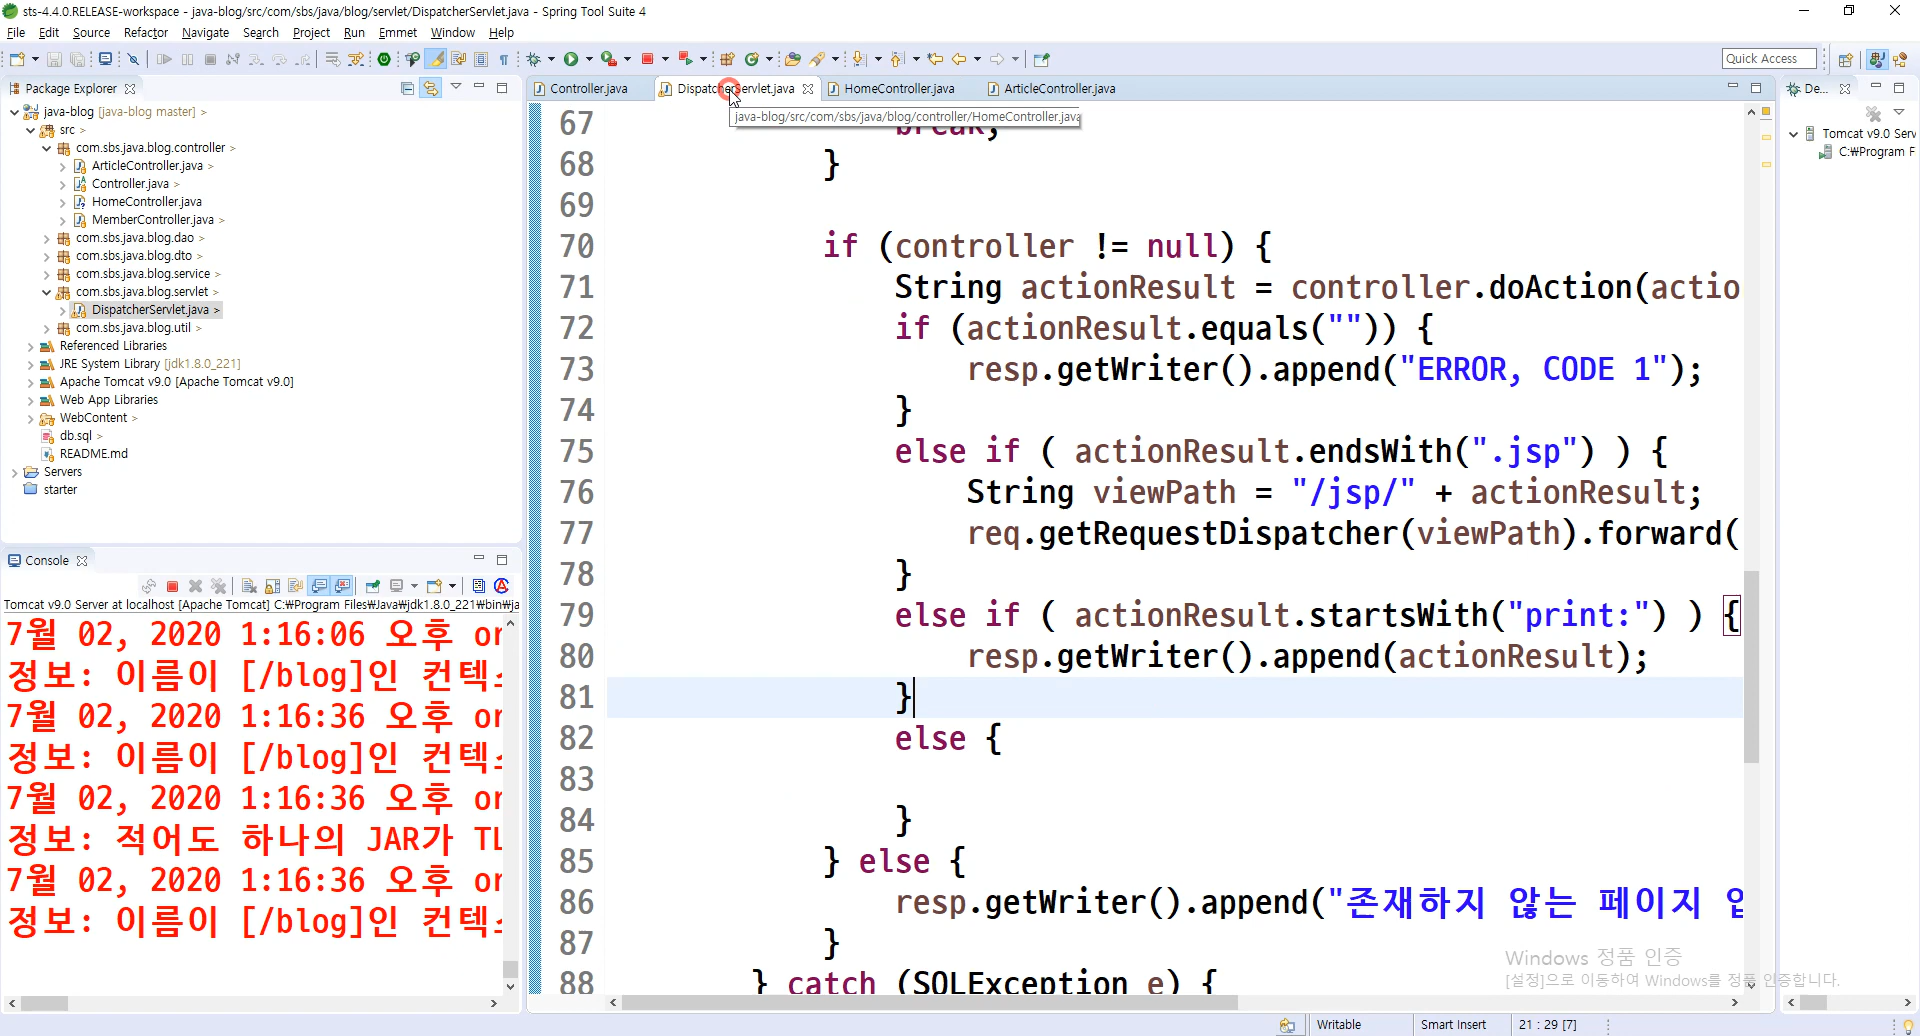 sts-4.4.0.RELEASE-workspace - java-blog/src/com/sbs/java/blog/servlet/DispatcherServlet.java - Spring Tool Suite 4
File Edit Source Refactor Navigate Search Project Run Emmet Window Help
Quick Access
Package Explorer
Controller.java
DispatcherServlet.java
HomeController.java
ArticleController.java
De...
java-blog/src/com/sbs/java/blog/controller/HomeController.java
java-blog [java-blog master] >
src >
com.sbs.java.blog.controller >
ArticleController.java >
Controller.java >
HomeController.java
MemberController.java >
com.sbs.java.blog.dao >
com.sbs.java.blog.dto >
com.sbs.java.blog.service >
com.sbs.java.blog.servlet >
DispatcherServlet.java >
com.sbs.java.blog.util >
Referenced Libraries
JRE System Library [jdk1.8.0_221]
Apache Tomcat v9.0 [Apache Tomcat v9.0]
Web App Libraries
WebContent >
db.sql >
README.md
Servers
starter
Console
Tomcat v9.0 Server at localhost [Apache Tomcat] C:₩Program Files₩Java₩jdk1.8.0_221₩bin₩ja
7월 02, 2020 1:16:06 오후 or
정보: 이름이 [/blog]인 컨텍
7월 02, 2020 1:16:36 오후 or
정보: 이름이 [/blog]인 컨텍
7월 02, 2020 1:16:36 오후 or
정보: 적어도 하나의 JAR가 TL
7월 02, 2020 1:16:36 오후 or
정보: 이름이 [/blog]인 컨텍
67 break;
68 }
69
70 if (controller != null) {
71 String actionResult = controller.doAction(actio
72 if (actionResult.equals("")) {
73 resp.getWriter().append("ERROR, CODE 1");
74 }
75 else if ( actionResult.endsWith(".jsp") ) {
76 String viewPath = "/jsp/" + actionResult;
77 req.getRequestDispatcher(viewPath).forward(
78 }
79 else if ( actionResult.startsWith("print:") ) {
80 resp.getWriter().append(actionResult);
81 }
82 else {
83
84 }
85 } else {
86 resp.getWriter().append("존재하지 않는 페이지 입
87 }
88 } catch (SQLException e) {
Tomcat v9.0 Serv
C:₩Program F
Windows 정품 인증
[설정]으로 이동하여 Windows를 정품 인증합니다.
Writable
Smart Insert
21 : 29 [7]